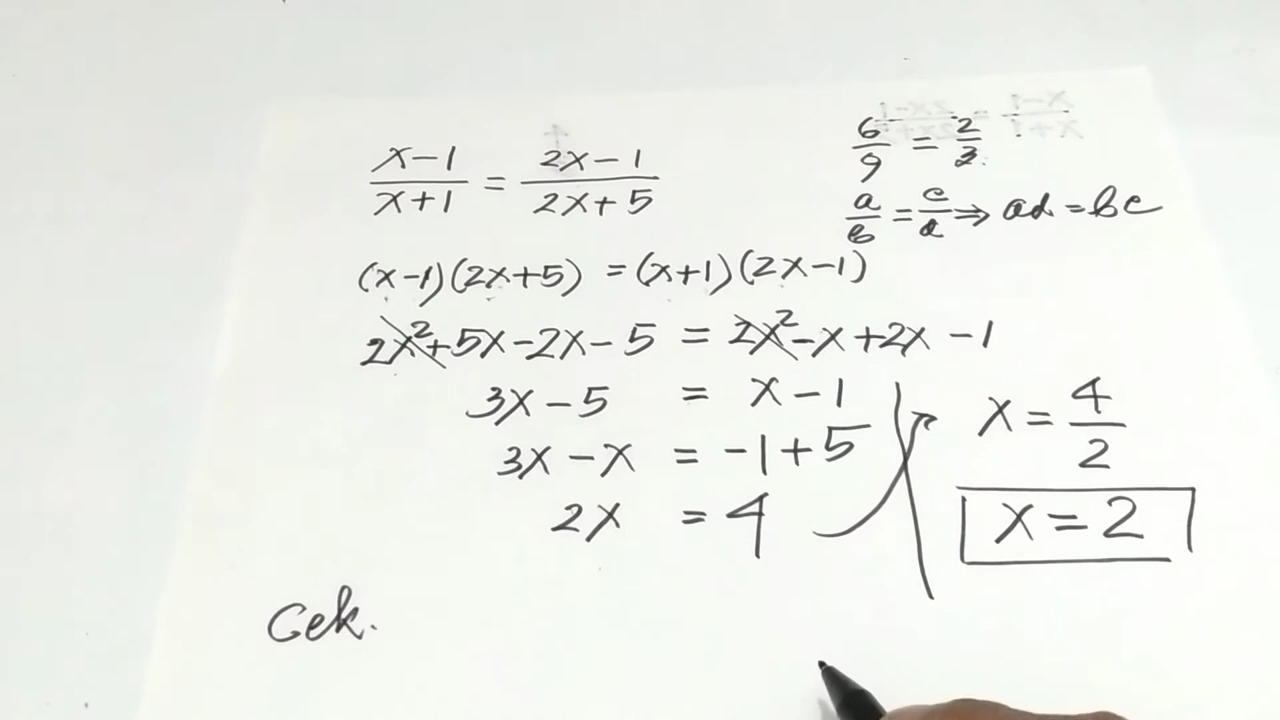 x-1/x+1 = 2x-1/2x+5
6/9 = 2/3
a/b = c/d ⇒ ad = bc
(x-1)(2x+5) = (x+1)(2x-1)
2x²+5x-2x-5 = 2x²-x+2x-1
3x-5 = x-1
3x-x = -1+5
2x = 4
x = 4/2
x = 2
Cek.